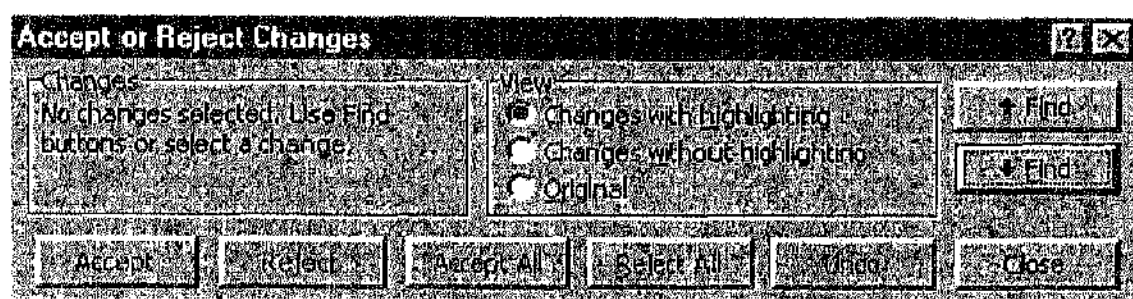 Accept or Reject Changes
Changes
No changes selected. Use Find
buttons or select a change.
View
Changes with highlighting
Changes without highlighting
Original
Find
Find
Accept
Reject
Accept All
Reject All
Undo
Close